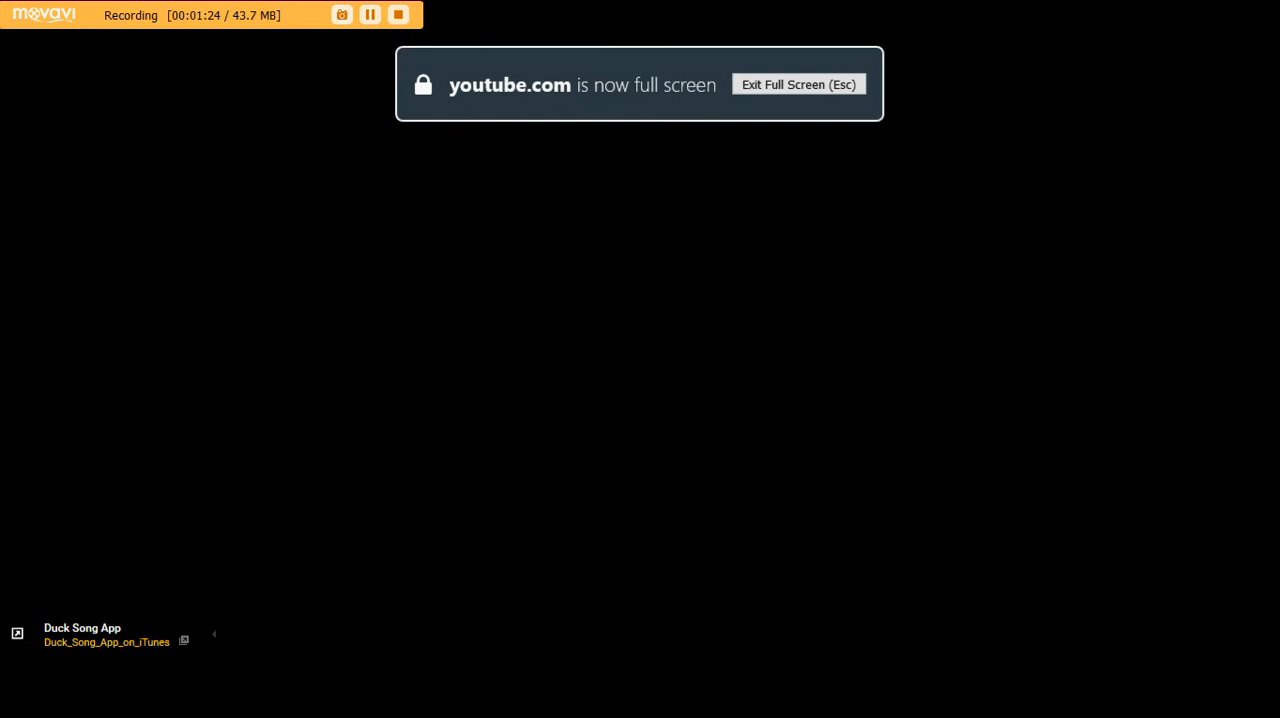 movavi Recording [00:01:24 / 43.7 MB]
youtube.com is now full screen Exit Full Screen (Esc)
Duck Song App
Duck_Song_App_on_iTunes